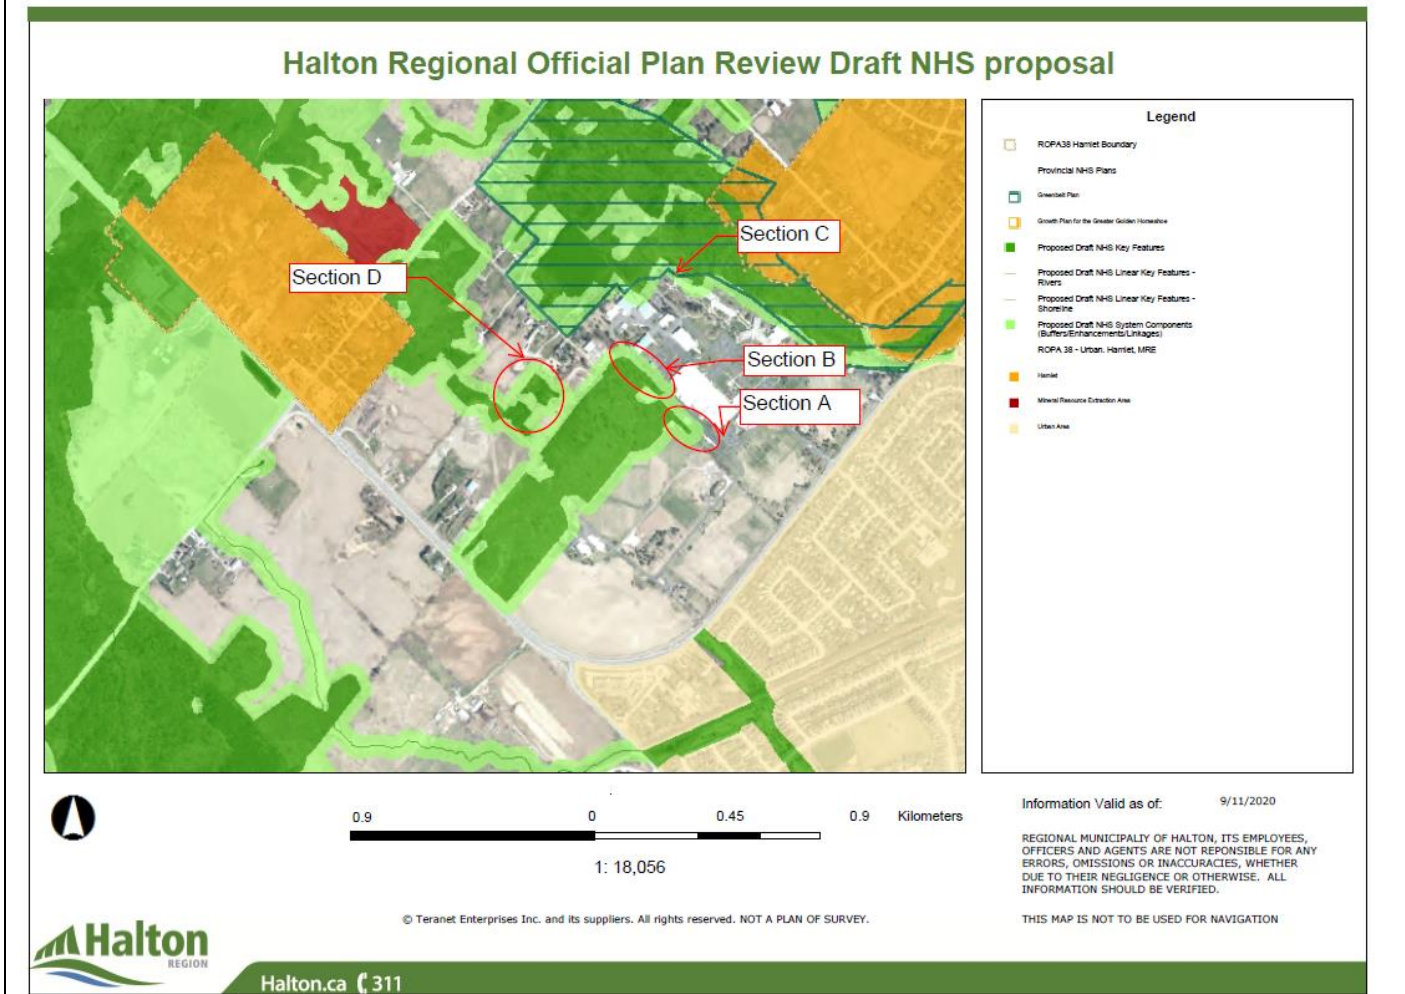 Halton Regional Official Plan Review Draft NHS proposal
Section C
Section D
Section B
Section A
Legend
ROPA38 Hamlet Boundary
Provincial NHS Plans
Greenbelt Plan
Growth Plan for the Greater Golden Horseshoe
Proposed Draft NHS Key Features
Proposed Draft NHS Linear Key Features -
Rivers
Proposed Draft NHS Linear Key Features -
Shoreline
Proposed Draft NHS System Components
(Buffers/Enhancements/Linkages)
ROPA 38 - Urban, Hamlet, MRE
Hamlet
Mineral Resource Extraction Area
Urban Area
0.9 0 0.45 0.9 Kilometers
1: 18,056
Information Valid as of: 9/11/2020
REGIONAL MUNICIPALIY OF HALTON, ITS EMPLOYEES,
OFFICERS AND AGENTS ARE NOT REPONSIBLE FOR ANY
ERRORS, OMISSIONS OR INACCURACIES, WHETHER
DUE TO THEIR NEGLIGENCE OR OTHERWISE. ALL
INFORMATION SHOULD BE VERIFIED.
© Teranet Enterprises Inc. and its suppliers. All rights reserved. NOT A PLAN OF SURVEY.
THIS MAP IS NOT TO BE USED FOR NAVIGATION
Halton
REGION
Halton.ca 311